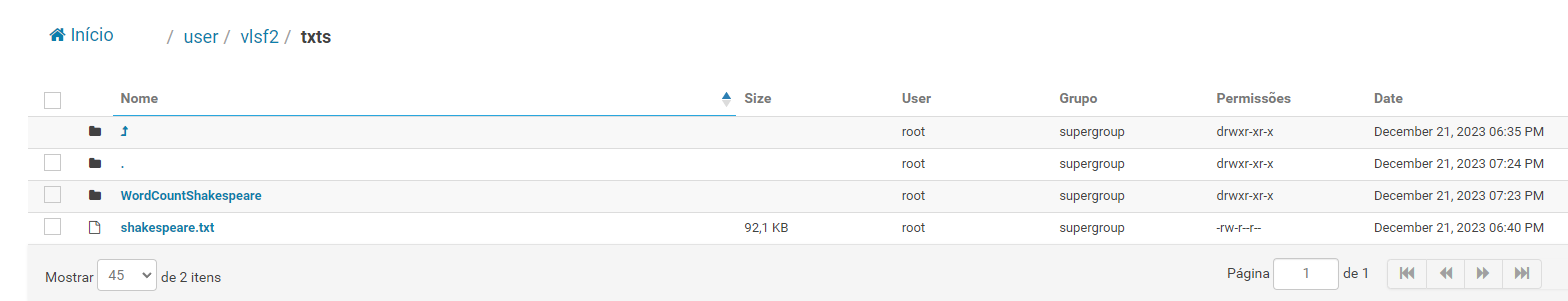 Início / user / vlsf2 / txts
Nome Size User Grupo Permissões Date
root supergroup drwxr-xr-x December 21, 2023 06:35 PM
. root supergroup drwxr-xr-x December 21, 2023 07:24 PM
WordCountShakespeare root supergroup drwxr-xr-x December 21, 2023 07:23 PM
shakespeare.txt 92,1 KB root supergroup -rw-r--r-- December 21, 2023 06:40 PM
Mostrar 45 de 2 itens Página 1 de 1